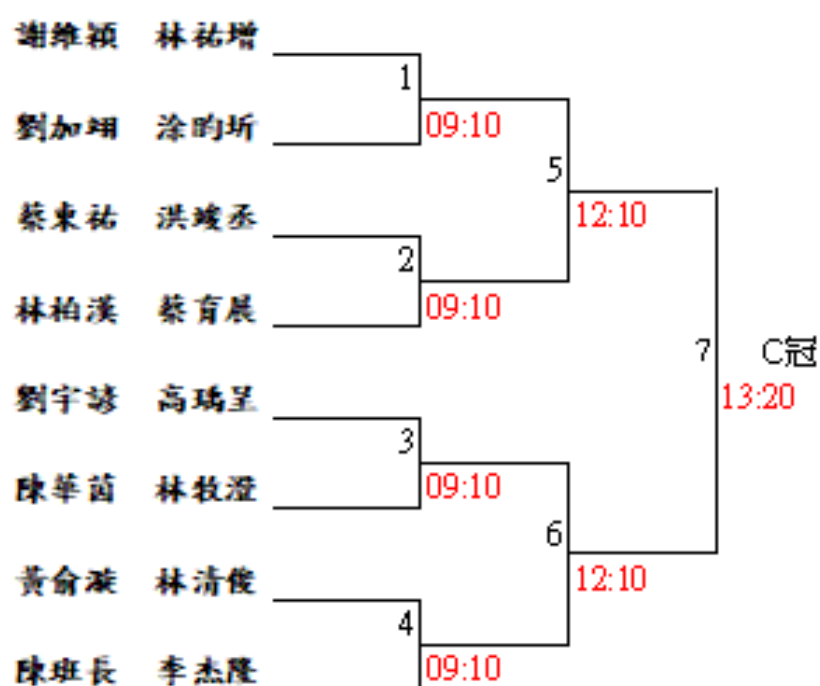 謝維穎 林祐增
1
09:10
劉加翊 涂昀圻
5
12:10
蔡東祐 洪竣丞
2
09:10
林柏漢 蔡育展
7 C冠
13:20
劉宇諺 高瑀呈
3
09:10
陳華茵 林牧澄
6
12:10
黃俞漩 林清俊
4
09:10
陳班長 李杰隆